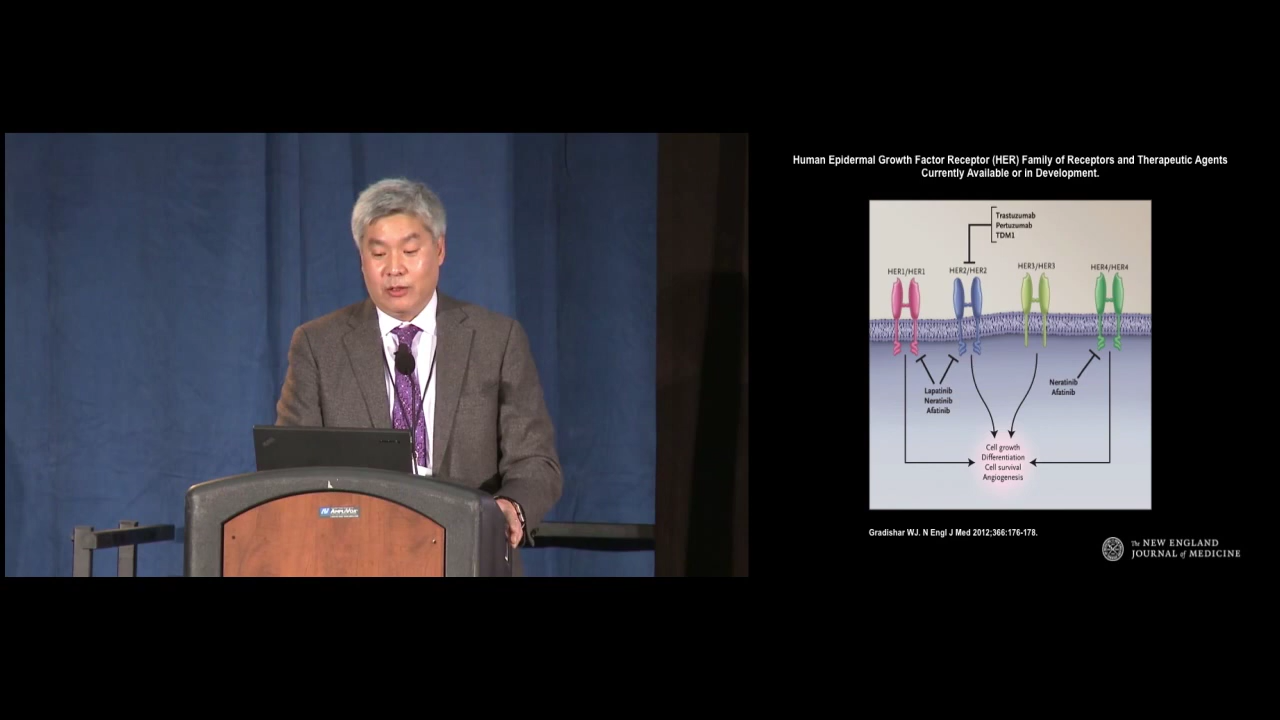 Human Epidermal Growth Factor Receptor (HER) Family of Receptors and Therapeutic Agents
Currently Available or in Development.
Trastuzumab
Pertuzumab
TDM1
HER1/HER1
HER2/HER2
HER3/HER3
HER4/HER4
Lapatinib
Neratinib
Afatinib
Neratinib
Afatinib
Cell growth
Differentiation
Cell survival
Angiogenesis
Gradishar WJ. N Engl J Med 2012;366:176-178.
The NEW ENGLAND
JOURNAL of MEDICINE